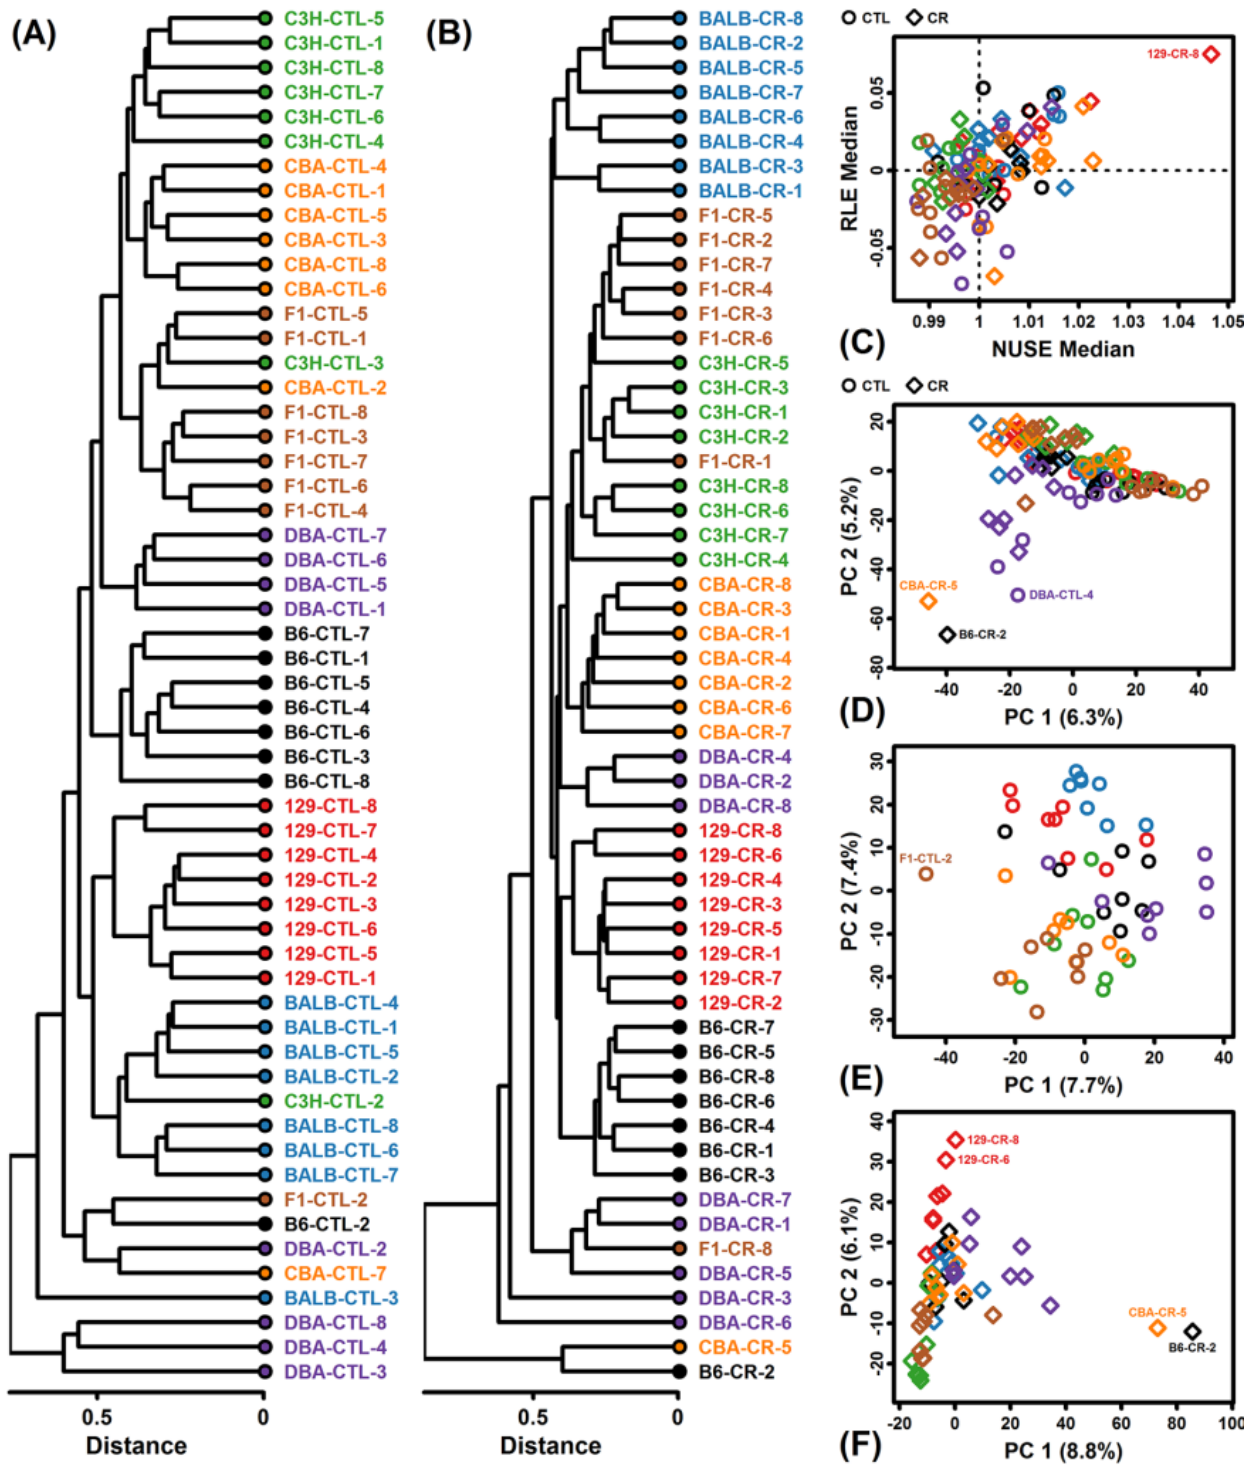 (A)
C3H-CTL-5
C3H-CTL-1
C3H-CTL-8
C3H-CTL-7
C3H-CTL-6
C3H-CTL-4
CBA-CTL-4
CBA-CTL-1
CBA-CTL-5
CBA-CTL-3
CBA-CTL-8
CBA-CTL-6
F1-CTL-5
F1-CTL-1
C3H-CTL-3
CBA-CTL-2
F1-CTL-8
F1-CTL-3
F1-CTL-7
F1-CTL-6
F1-CTL-4
DBA-CTL-7
DBA-CTL-6
DBA-CTL-5
DBA-CTL-1
B6-CTL-7
B6-CTL-1
B6-CTL-5
B6-CTL-4
B6-CTL-6
B6-CTL-3
B6-CTL-8
129-CTL-8
129-CTL-7
129-CTL-4
129-CTL-2
129-CTL-3
129-CTL-6
129-CTL-5
129-CTL-1
BALB-CTL-4
BALB-CTL-1
BALB-CTL-5
BALB-CTL-2
C3H-CTL-2
BALB-CTL-8
BALB-CTL-6
BALB-CTL-7
F1-CTL-2
B6-CTL-2
DBA-CTL-2
CBA-CTL-7
BALB-CTL-3
DBA-CTL-8
DBA-CTL-4
DBA-CTL-3
0.5 0
Distance
(B)
BALB-CR-8
BALB-CR-2
BALB-CR-5
BALB-CR-7
BALB-CR-6
BALB-CR-4
BALB-CR-3
BALB-CR-1
F1-CR-5
F1-CR-2
F1-CR-7
F1-CR-4
F1-CR-3
F1-CR-6
C3H-CR-5
C3H-CR-3
C3H-CR-1
C3H-CR-2
F1-CR-1
C3H-CR-8
C3H-CR-6
C3H-CR-7
C3H-CR-4
CBA-CR-8
CBA-CR-3
CBA-CR-1
CBA-CR-4
CBA-CR-2
CBA-CR-6
CBA-CR-7
DBA-CR-4
DBA-CR-2
DBA-CR-8
129-CR-8
129-CR-6
129-CR-4
129-CR-3
129-CR-5
129-CR-1
129-CR-7
129-CR-2
B6-CR-7
B6-CR-5
B6-CR-8
B6-CR-6
B6-CR-4
B6-CR-1
B6-CR-3
DBA-CR-7
DBA-CR-1
F1-CR-8
DBA-CR-5
DBA-CR-3
DBA-CR-6
CBA-CR-5
B6-CR-2
0.5 0
Distance
CTL CR
129-CR-8
0.05
0
-0.05
RLE Median
0.99 1 1.01 1.02 1.03 1.04 1.05
(C) NUSE Median
CTL CR
20
0
-20
-40
-60
-80
PC 2 (5.2%)
CBA-CR-5
DBA-CTL-4
B6-CR-2
-40 -20 0 20 40
(D) PC 1 (6.3%)
30
20
10
0
-10
-20
-30
PC 2 (7.4%)
F1-CTL-2
-40 -20 0 20 40
(E) PC 1 (7.7%)
40
30
20
10
0
-10
-20
PC 2 (6.1%)
129-CR-8
129-CR-6
CBA-CR-5
B6-CR-2
-20 0 20 40 60 80 100
(F) PC 1 (8.8%)